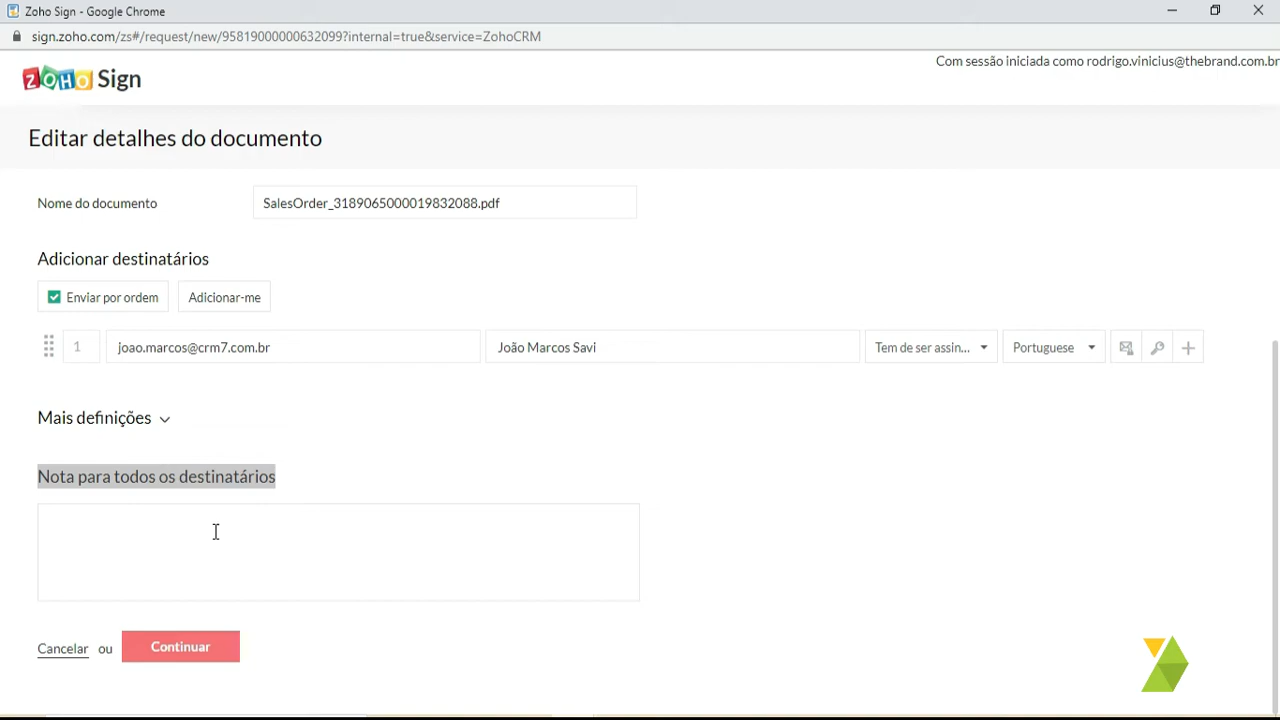 Zoho Sign - Google Chrome
sign.zoho.com/zs#/request/new/95819000000632099?internal=true&service=ZohoCRM
Com sessão iniciada como rodrigo.vinicius@thebrand.com.br
ZOHO Sign
Editar detalhes do documento
Nome do documento SalesOrder_3189065000019832088.pdf
Adicionar destinatários
Enviar por ordem Adicionar-me
1 joao.marcos@crm7.com.br João Marcos Savi Tem de ser assin... Portuguese
Mais definições
Nota para todos os destinatários
Cancelar ou Continuar